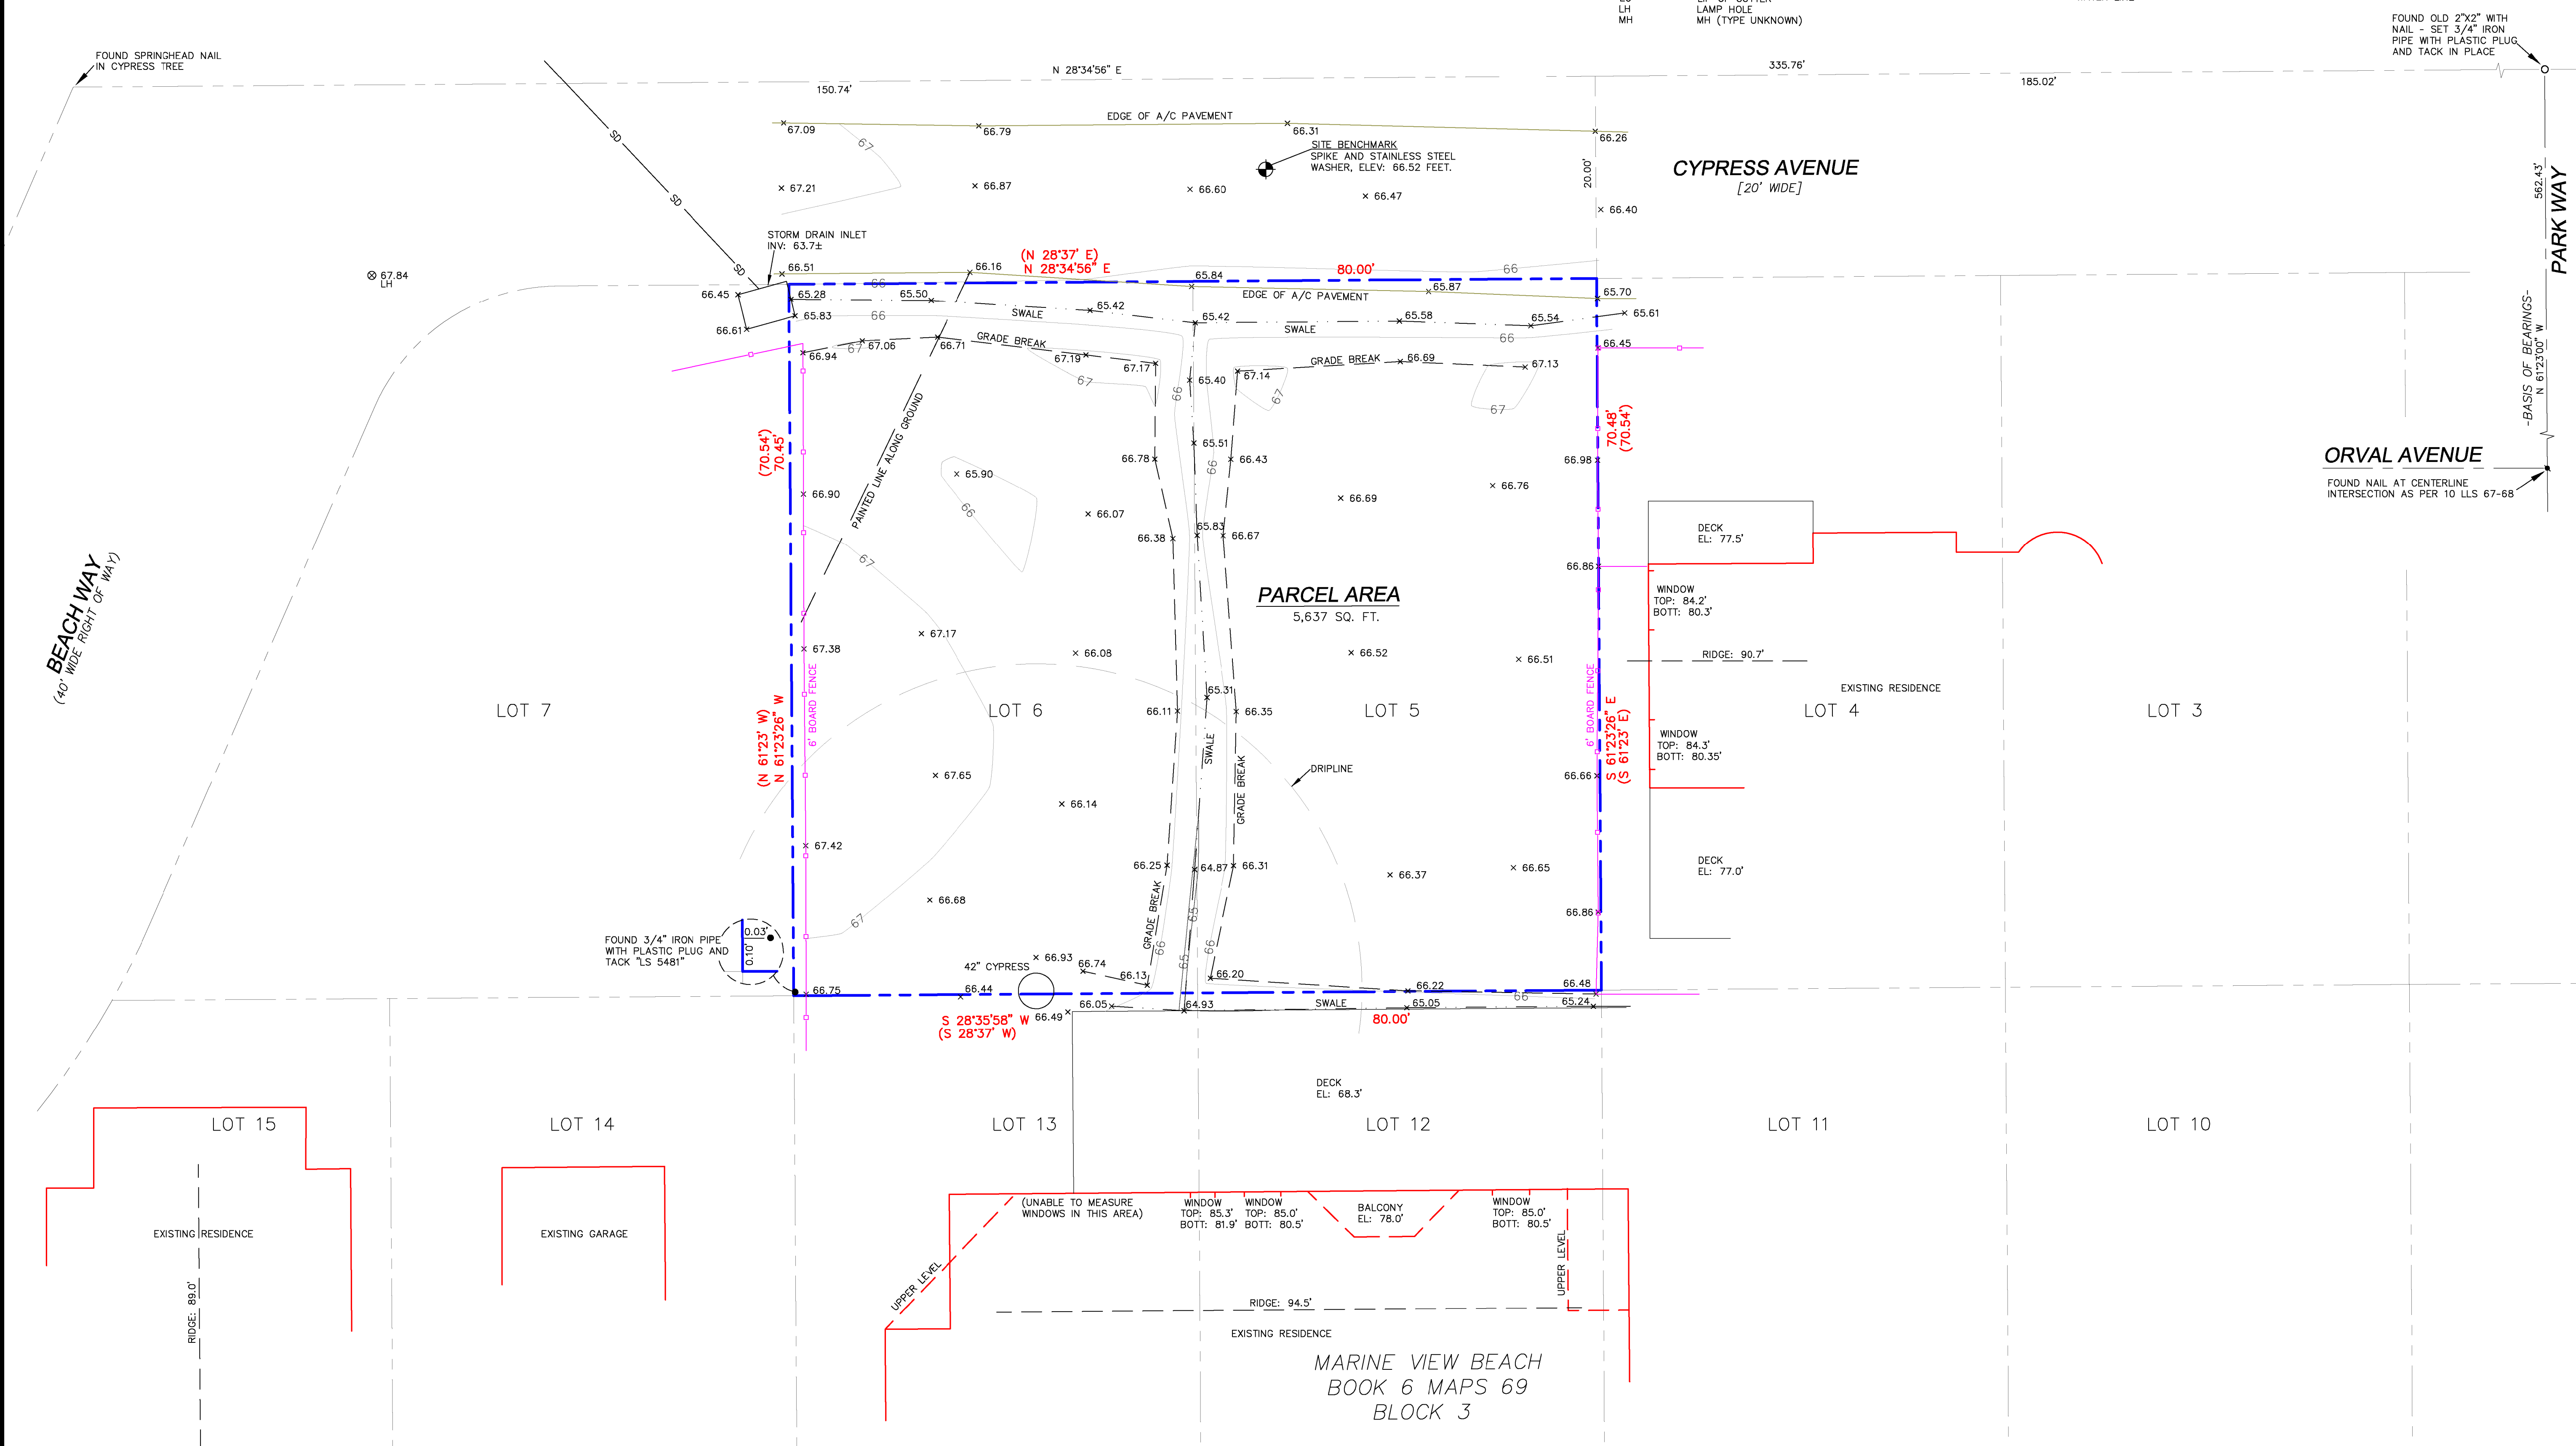 LH LAMP HOLE
MH MH (TYPE UNKNOWN)
FOUND OLD 2"X2" WITH
NAIL - SET 3/4" IRON
PIPE WITH PLASTIC PLUG
AND TACK IN PLACE
FOUND SPRINGHEAD NAIL
IN CYPRESS TREE
N 28°34'56" E
335.76'
150.74'
185.02'
EDGE OF A/C PAVEMENT
67.09
66.79
66.31
66.26
67
SITE BENCHMARK
SPIKE AND STAINLESS STEEL
WASHER, ELEV: 66.52 FEET.
20.00'
CYPRESS AVENUE
[20' WIDE]
562.43'
PARK WAY
SD
SD
SD
67.21
66.87
66.60
66.47
66.40
STORM DRAIN INLET
INV: 63.7±
67.84
LH
66.51
66.16
(N 28°37' E)
N 28°34'56" E
65.84
80.00'
66
66
66.45
65.28
65.50
65.42
EDGE OF A/C PAVEMENT
65.87
65.70
66.61
65.83
66
SWALE
65.42
SWALE
65.58
65.54
65.61
66
66.94
67
67.06
66.71
GRADE BREAK
67.19
67.17
67
65.40
66
67.14
67
GRADE BREAK
66.69
67.13
67
66.45
-BASIS OF BEARINGS-
N 61°23'00" W
(70.54')
70.45'
PAINTED LINE ALONG GROUND
70.48'
(70.54')
65.51
66.78
66.43
66
66.98
ORVAL AVENUE
FOUND NAIL AT CENTERLINE
INTERSECTION AS PER 10 LLS 67-68
65.90
66
66.90
66.07
66.69
66.76
65.83
66.38
66.67
DECK
EL: 77.5'
67
66.86
BEACH WAY
(40' WIDE RIGHT OF WAY)
PARCEL AREA
5,637 SQ. FT.
WINDOW
TOP: 84.2'
BOTT: 80.3'
67.17
67.38
66.08
66.52
66.51
RIDGE: 90.7'
EXISTING RESIDENCE
6' BOARD FENCE
6' BOARD FENCE
65.31
66.11
66.35
LOT 7
LOT 6
LOT 5
LOT 4
LOT 3
(N 61°23' W)
N 61°23'26" W
S 61°23'26" E
(S 61°23' E)
SWALE
GRADE BREAK
DRIPLINE
WINDOW
TOP: 84.3'
BOTT: 80.35'
67.65
66.66
66.14
67.42
66.25
64.87
66.31
66.37
66.65
DECK
EL: 77.0'
66.68
67
GRADE BREAK
65
66.86
FOUND 3/4" IRON PIPE
WITH PLASTIC PLUG AND
TACK "LS 5481"
0.03'
0.10'
42" CYPRESS
66.93
66.74
66.13
66
65
66
66.20
66.75
66.44
66.22
66.48
66
66.05
64.93
SWALE
65.05
65.24
S 28°35'58" W
(S 28°37' W)
66.49
80.00'
DECK
EL: 68.3'
LOT 15
LOT 14
LOT 13
LOT 12
LOT 11
LOT 10
(UNABLE TO MEASURE
WINDOWS IN THIS AREA)
WINDOW
TOP: 85.3'
BOTT: 81.9'
WINDOW
TOP: 85.0'
BOTT: 80.5'
BALCONY
EL: 78.0'
WINDOW
TOP: 85.0'
BOTT: 80.5'
EXISTING RESIDENCE
EXISTING GARAGE
UPPER LEVEL
UPPER LEVEL
RIDGE: 89.0'
RIDGE: 94.5'
EXISTING RESIDENCE
MARINE VIEW BEACH
BOOK 6 MAPS 69
BLOCK 3